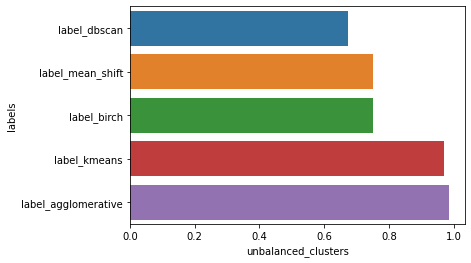 label_dbscan
label_mean_shift
label_birch
label_kmeans
label_agglomerative
labels
0.0 0.2 0.4 0.6 0.8 1.0
unbalanced_clusters